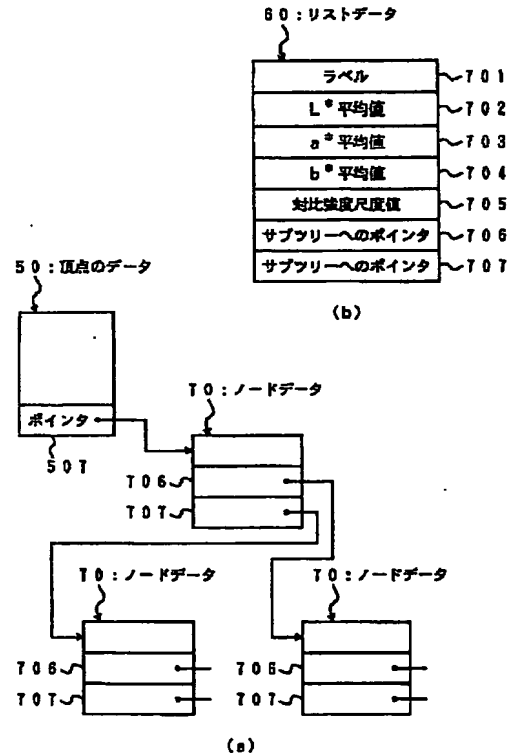 60:リストデータ
ラベル 701
L*平均値 702
a*平均値 703
b*平均値 704
対比強度尺度値 705
サブツリーへのポインタ 706
サブツリーへのポインタ 707
(b)
50:頂点のデータ
ポインタ
507
70:ノードデータ
706
707
70:ノードデータ 70:ノードデータ
706 706
707 707
(a)